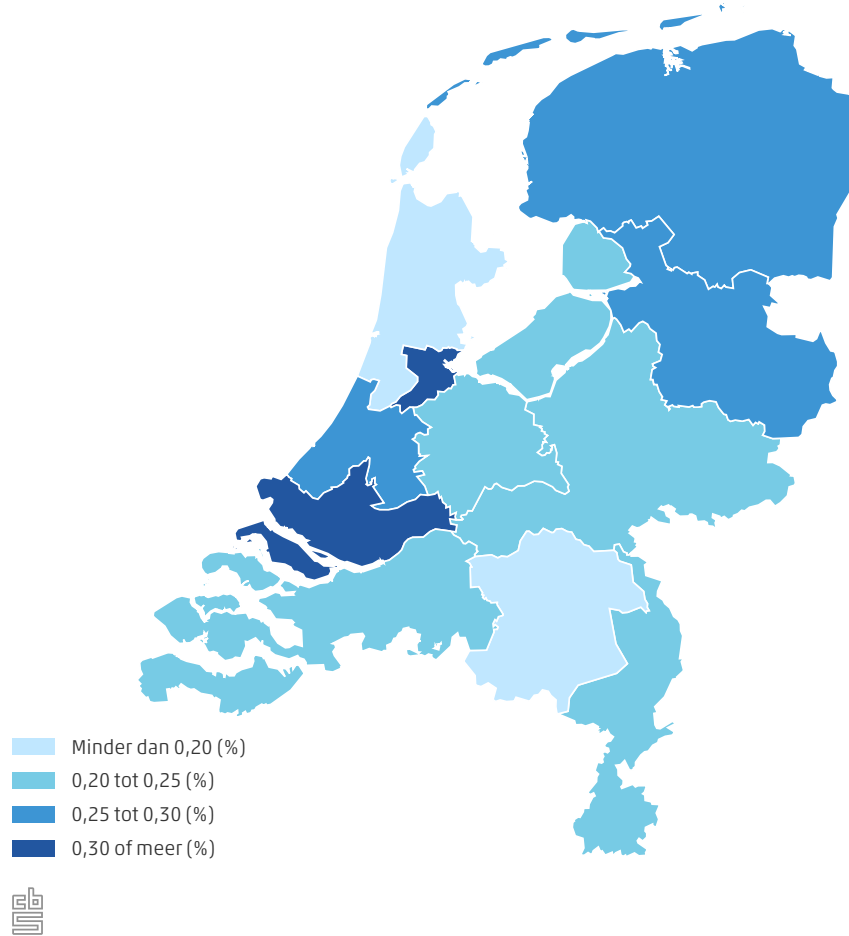 Minder dan 0,20 (%)
0,20 tot 0,25 (%)
0,25 tot 0,30 (%)
0,30 of meer (%)
cbs